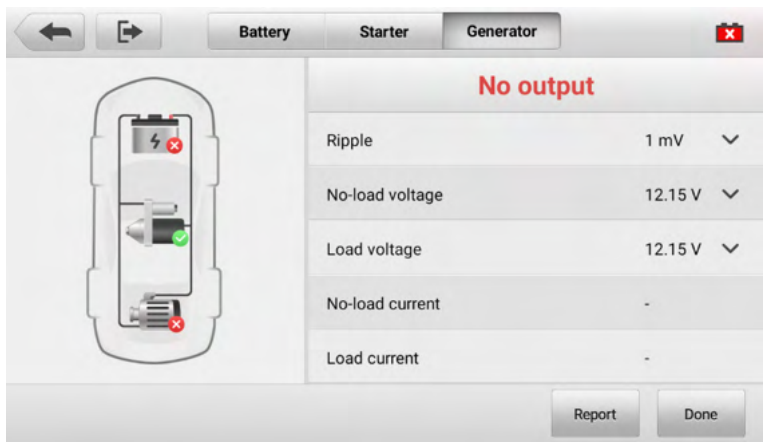 Battery Starter Generator
No output
Ripple 1 mV
No-load voltage 12.15 V
Load voltage 12.15 V
No-load current -
Load current -
Report Done